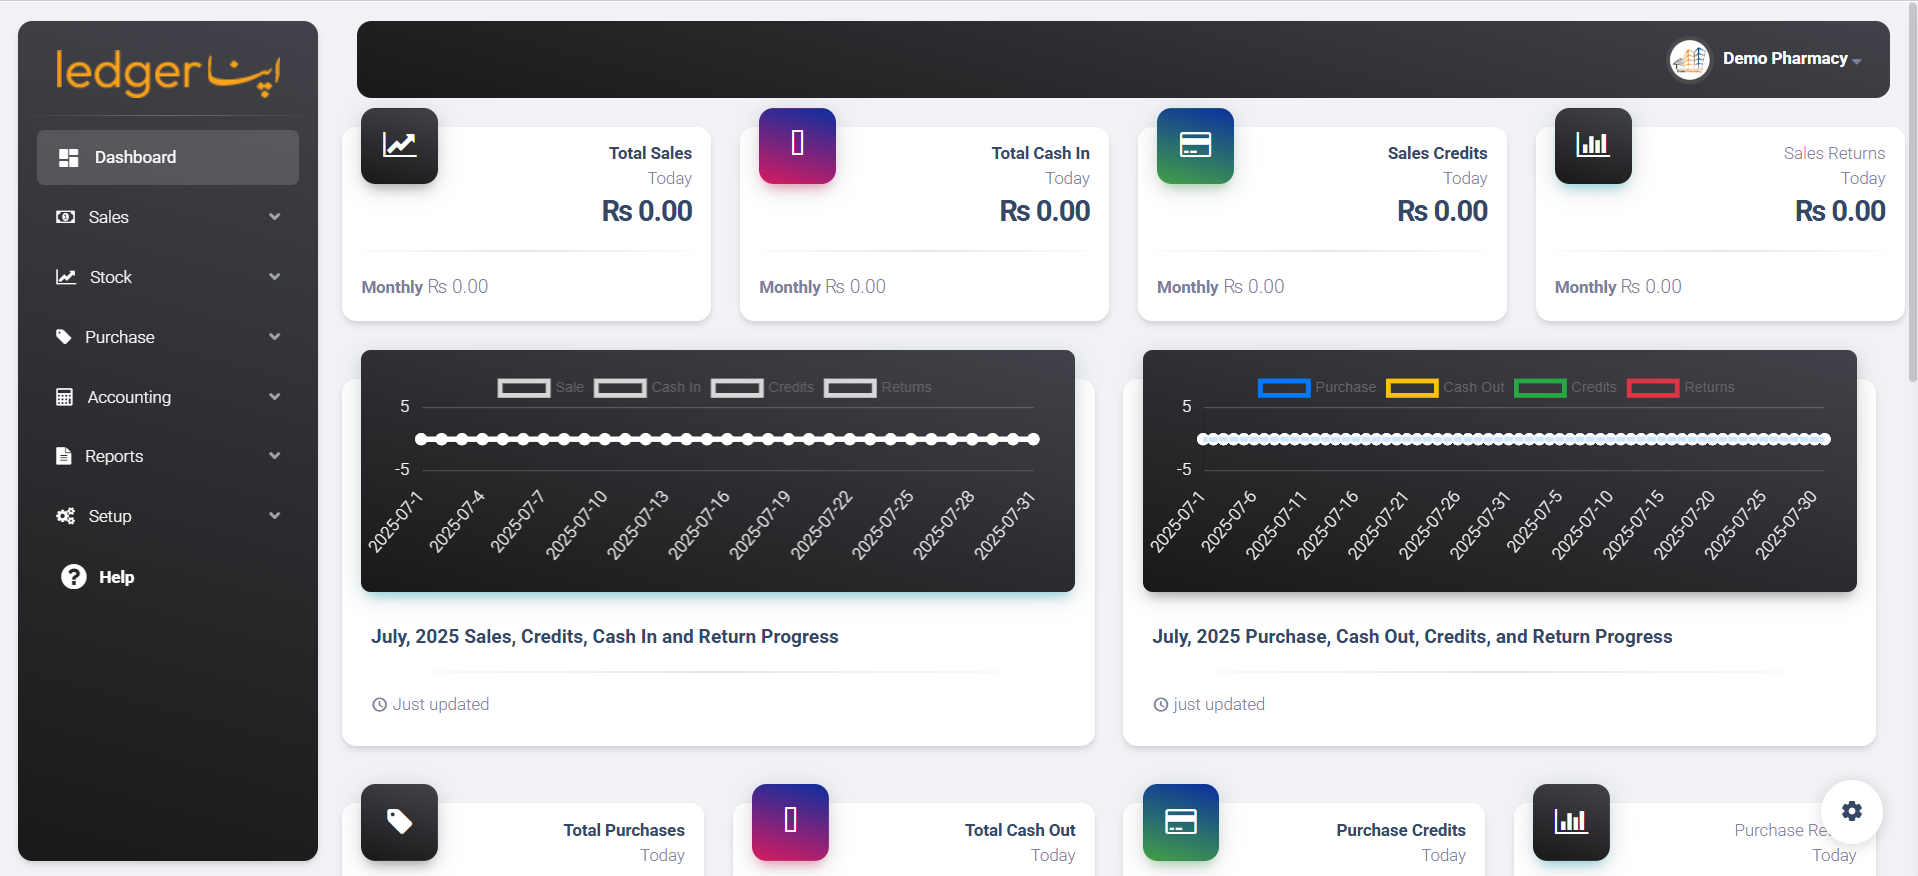 ledger اپنا
Demo Pharmacy
Dashboard
Sales
Stock
Purchase
Accounting
Reports
Setup
Help
Total Sales
Today
Rs 0.00
Monthly Rs 0.00
Total Cash In
Today
Rs 0.00
Monthly Rs 0.00
Sales Credits
Today
Rs 0.00
Monthly Rs 0.00
Sales Returns
Today
Rs 0.00
Monthly Rs 0.00
Sale Cash In Credits Returns
5
-5
2025-07-1 2025-07-4 2025-07-7 2025-07-10 2025-07-13 2025-07-16 2025-07-19 2025-07-22 2025-07-25 2025-07-28 2025-07-31
July, 2025 Sales, Credits, Cash In and Return Progress
Just updated
Purchase Cash Out Credits Returns
5
-5
2025-07-1 2025-07-6 2025-07-11 2025-07-16 2025-07-21 2025-07-26 2025-07-31 2025-07-5 2025-07-10 2025-07-15 2025-07-20 2025-07-25 2025-07-30
July, 2025 Purchase, Cash Out, Credits, and Return Progress
just updated
Total Purchases
Today
Total Cash Out
Today
Purchase Credits
Today
Purchase Re
Today